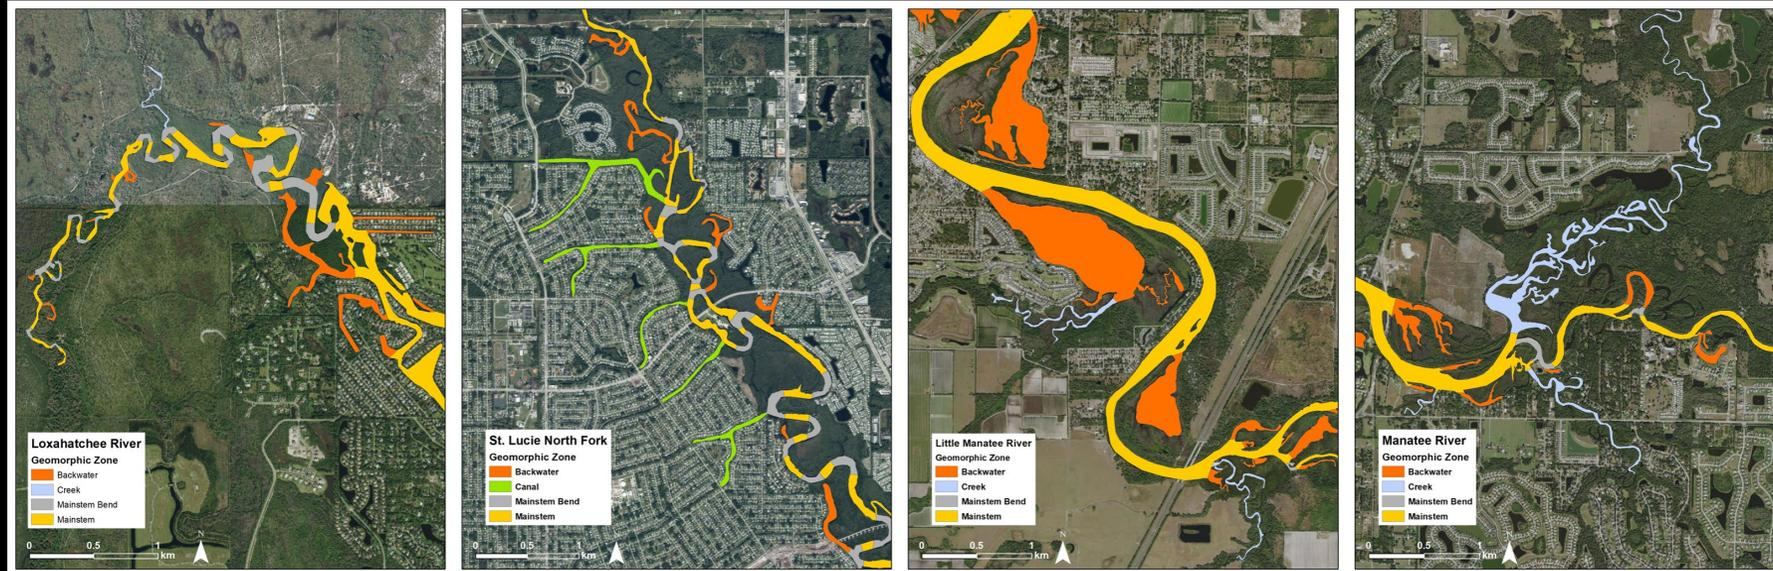 Loxahatchee River
Geomorphic Zone
Backwater
Creek
Mainstem Bend
Mainstem
0 0.5 1
km
N
St. Lucie North Fork
Geomorphic Zone
Backwater
Canal
Mainstem Bend
Mainstem
0 0.5 1
km
N
Little Manatee River
Geomorphic Zone
Backwater
Creek
Mainstem Bend
Mainstem
0 0.5 1
km
N
Manatee River
Geomorphic Zone
Backwater
Creek
Mainstem Bend
Mainstem
0 0.5 1
km
N